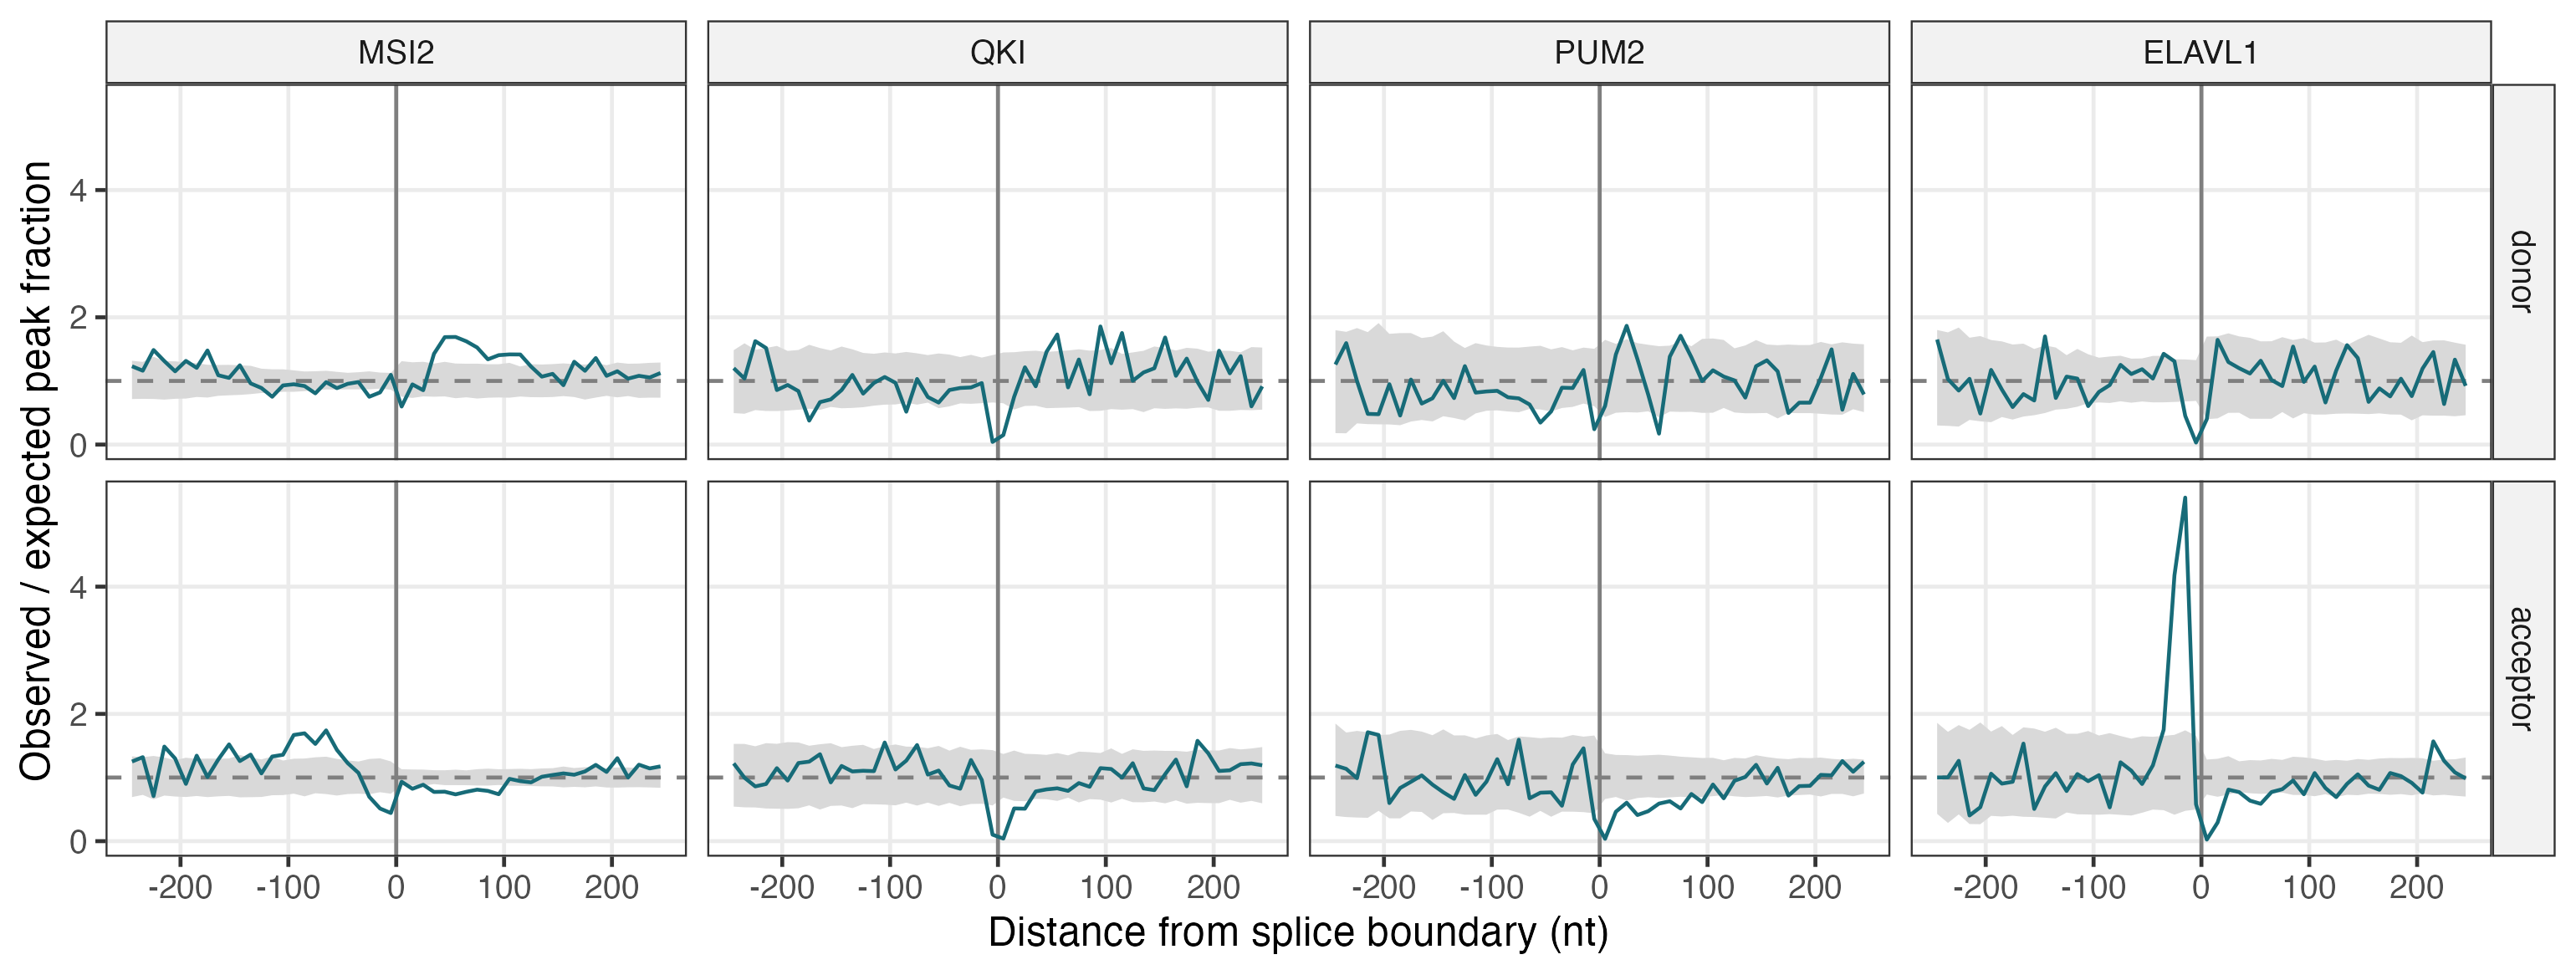 MSI2 QKI PUM2 ELAVL1
Observed / expected peak fraction
4
2
0
donor
4
2
0
acceptor
-200 -100 0 100 200 -200 -100 0 100 200 -200 -100 0 100 200 -200 -100 0 100 200
Distance from splice boundary (nt)